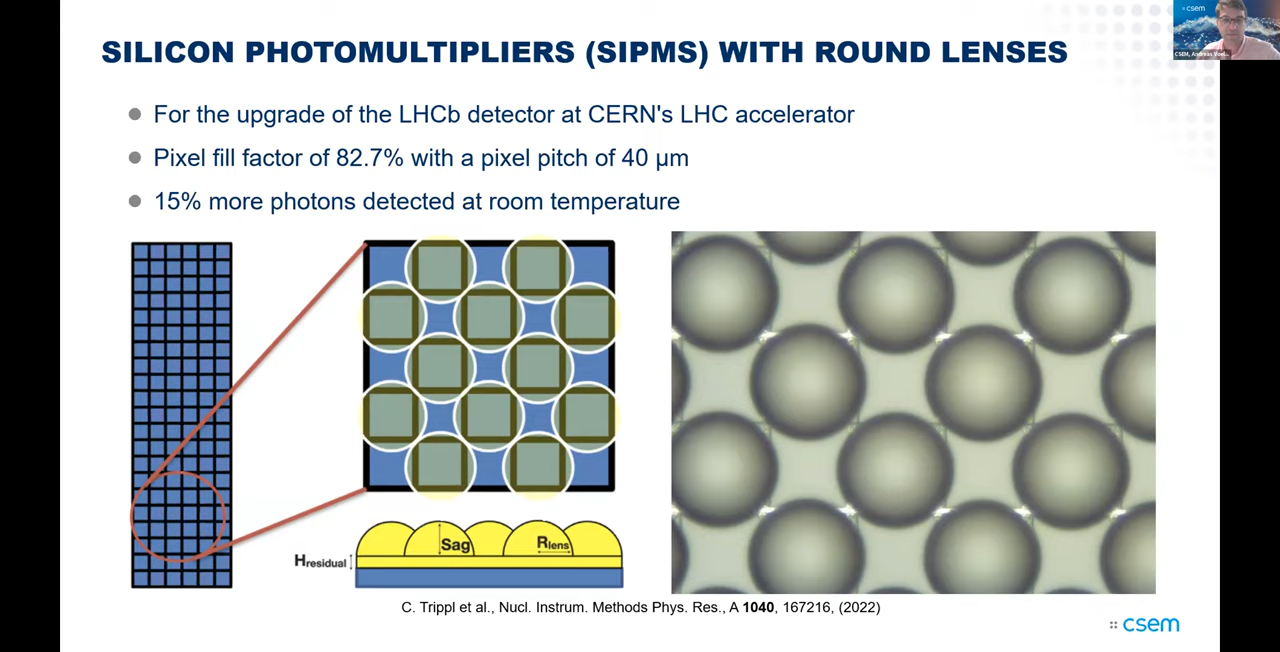 csem
CSEM, Andreas Voel...
SILICON PHOTOMULTIPLIERS (SIPMS) WITH ROUND LENSES
For the upgrade of the LHCb detector at CERN's LHC accelerator
Pixel fill factor of 82.7% with a pixel pitch of 40 µm
15% more photons detected at room temperature
Sag
Rlens
Hresidual
C. Trippl et al., Nucl. Instrum. Methods Phys. Res., A 1040, 167216, (2022)
csem